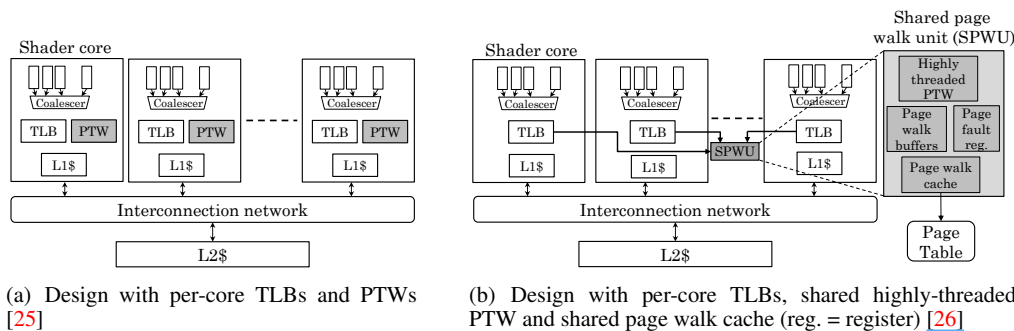 Shader core
Coalescer
Coalescer
Coalescer
TLB
PTW
TLB
PTW
TLB
PTW
L1$
L1$
L1$
Interconnection network
L2$
(a) Design with per-core TLBs and PTWs
[25]
Shader core
Coalescer
Coalescer
Coalescer
TLB
TLB
TLB
SPWU
L1$
L1$
L1$
Interconnection network
L2$
Shared page
walk unit (SPWU)
Highly
threaded
PTW
Page
walk
buffers
Page
fault
reg.
Page walk
cache
Page
Table
(b) Design with per-core TLBs, shared highly-threaded
PTW and shared page walk cache (reg. = register) [26]